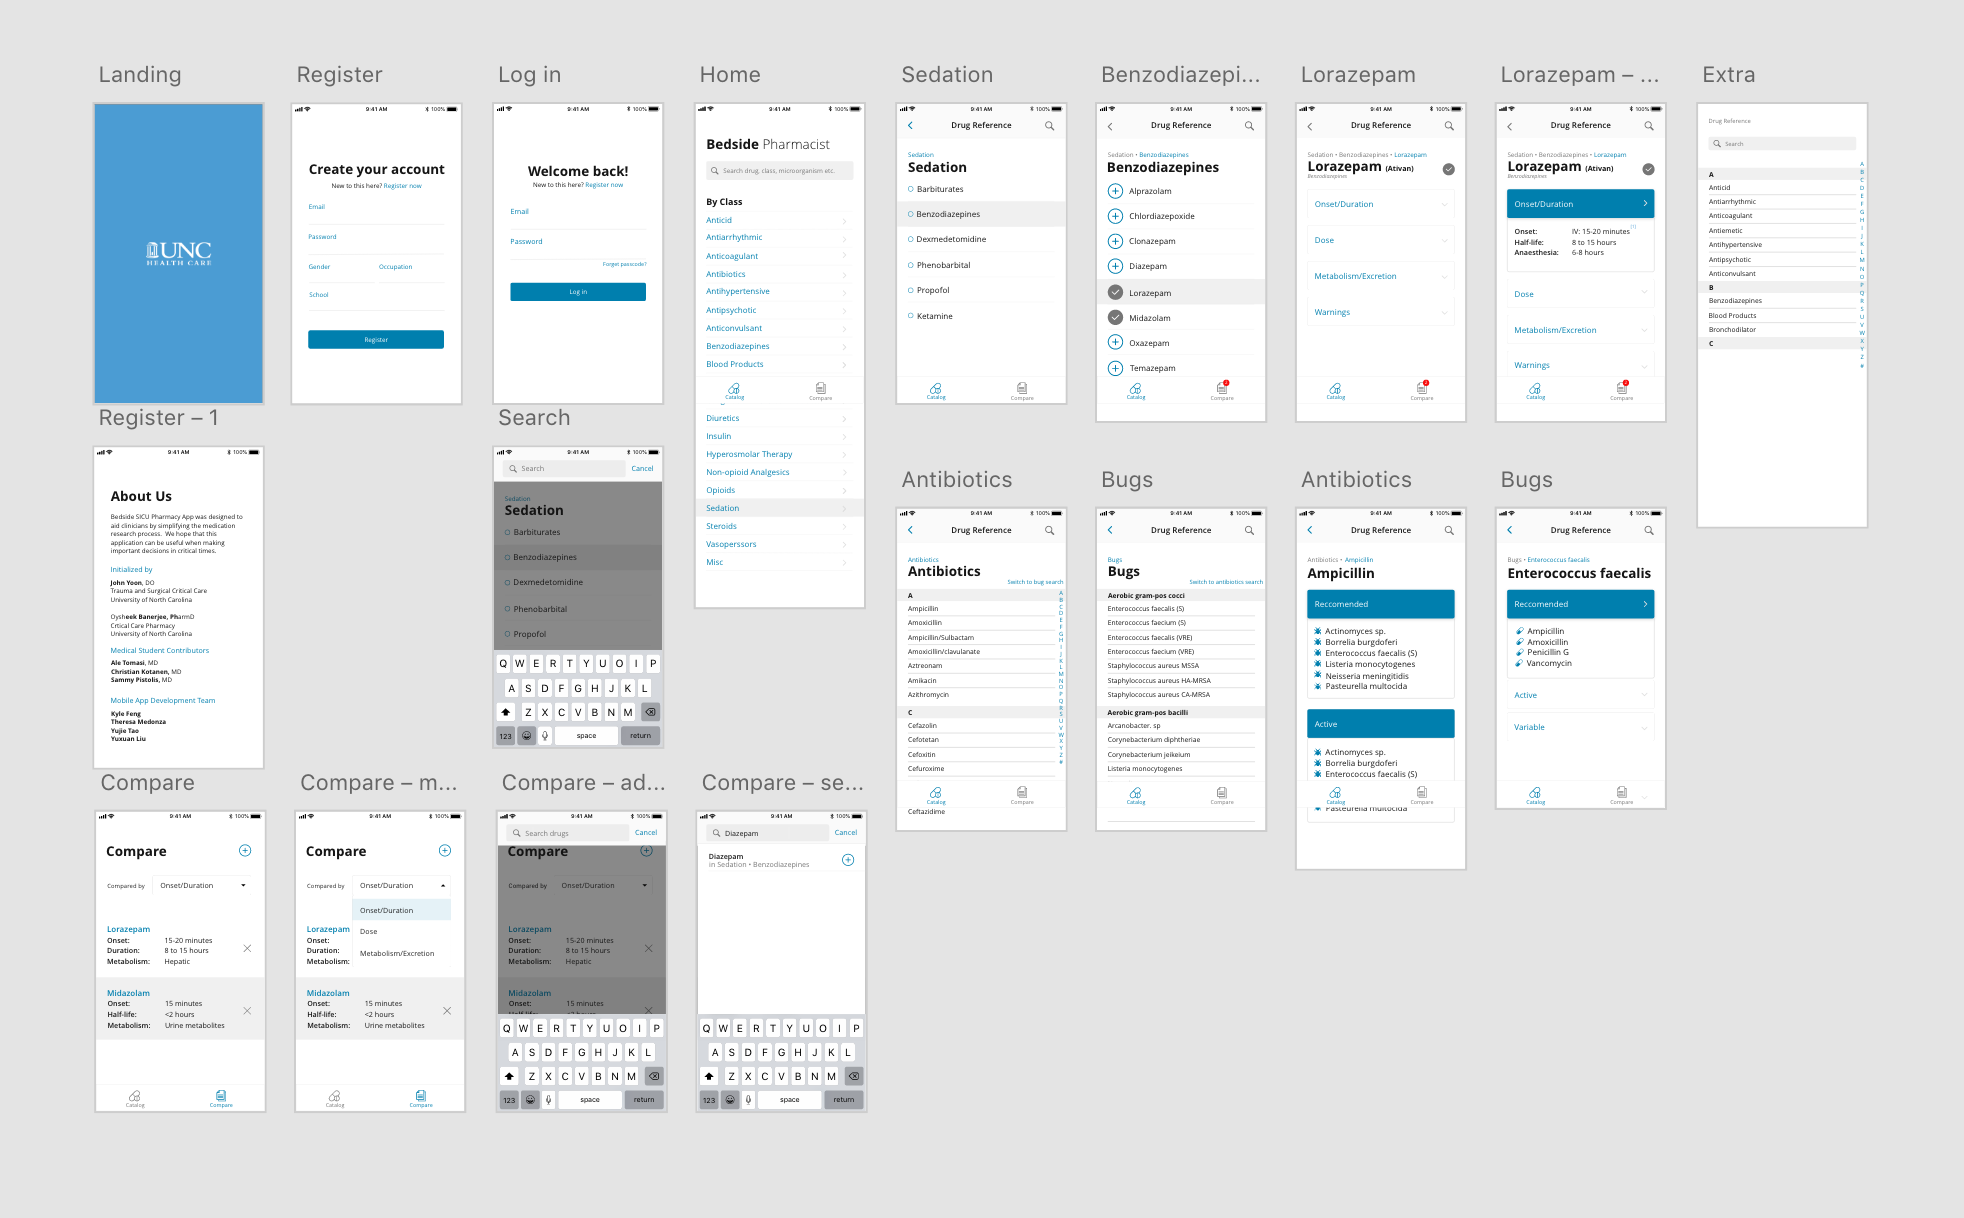 Landing
UNC
HEALTH CARE
Register
9:41 AM
100%
Create your account
New to this here? Register now
Email
Password
Gender
Occupation
School
Register
Log in
9:41 AM
100%
Welcome back!
New to this here? Register now
Email
Password
Forget passcode?
Log in
Home
9:41 AM
100%
Bedside Pharmacist
Search drug, class, microorganism etc.
By Class
Anticid
Antiarrhythmic
Anticoagulant
Antibiotics
Antihypertensive
Antipsychotic
Anticonvulsant
Benzodiazepines
Blood Products
Catalog
Compare
Diuretics
Insulin
Hyperosmolar Therapy
Non-opioid Analgesics
Opioids
Sedation
Steroids
Vasoperssors
Misc
Sedation
9:41 AM
100%
Drug Reference
Sedation
Sedation
Barbiturates
Benzodiazepines
Dexmedetomidine
Phenobarbital
Propofol
Ketamine
Catalog
Compare
Benzodiazepi...
9:41 AM
100%
Drug Reference
Sedation • Benzodiazepines
Benzodiazepines
Alprazolam
Chlordiazepoxide
Clonazepam
Diazepam
Lorazepam
Midazolam
Oxazepam
Temazepam
Catalog
Compare
Lorazepam
9:41 AM
100%
Drug Reference
Sedation • Benzodiazepines • Lorazepam
Lorazepam (Ativan)
Benzodiazepines
Onset/Duration
Dose
Metabolism/Excretion
Warnings
Catalog
Compare
Lorazepam – ...
9:41 AM
100%
Drug Reference
Sedation • Benzodiazepines • Lorazepam
Lorazepam (Ativan)
Benzodiazepines
Onset/Duration
Onset: IV: 15-20 minutes
Half-life: 8 to 15 hours
Anaesthesia: 6-8 hours
Dose
Metabolism/Excretion
Warnings
Catalog
Compare
Extra
Drug Reference
Search
A
Anticid
Antiarrhythmic
Anticoagulant
Antiemetic
Antihypertensive
Antipsychotic
Anticonvulsant
B
Benzodiazepines
Blood Products
Bronchodilator
C
A
B
C
D
E
F
G
H
I
J
K
L
M
N
O
P
Q
R
S
U
V
W
X
Y
Z
#
Register – 1
9:41 AM
100%
About Us
Bedside SICU Pharmacy App was designed to
aid clinicians by simplifying the medication
research process. We hope that this
application can be useful when making
important decisions in critical times.
Initialized by
John Yoon, DO
Trauma and Surgical Critical Care
University of North Carolina
Oysheek Banerjee, PharmD
Crtical Care Pharmacy
University of North Carolina
Medical Student Contributors
Ale Tomasi, MD
Christian Kotanen, MD
Sammy Pistolis, MD
Mobile App Development Team
Kyle Feng
Theresa Medonza
Yujie Tao
Yuxuan Liu
Search
9:41 AM
100%
Search
Cancel
Sedation
Sedation
Barbiturates
Benzodiazepines
Dexmedetomidine
Phenobarbital
Propofol
Q W E R T Y U O I P
A S D F G H J K L
Z X C V B N M
123
space
return
Antibiotics
9:41 AM
100%
Drug Reference
Antibiotics
Antibiotics
Switch to bug search
A
Ampicillin
Amoxicillin
Ampicillin/Sulbactam
Amoxicillin/clavulanate
Aztreonam
Amikacin
Azithromycin
C
Cefazolin
Cefotetan
Cefoxitin
Cefuroxime
A
B
C
D
E
F
G
H
I
J
K
L
M
N
O
P
Q
R
S
U
V
W
X
Y
Z
#
Catalog
Compare
Ceftazidime
Bugs
9:41 AM
100%
Drug Reference
Bugs
Bugs
Switch to antibiotics search
Aerobic gram-pos cocci
Enterococcus faecalis (S)
Enterococcus faecium (S)
Enterococcus faecalis (VRE)
Enterococcus faecium (VRE)
Staphylococcus aureus MSSA
Staphylococcus aureus HA-MRSA
Staphylococcus aureus CA-MRSA
Aerobic gram-pos bacilli
Arcanobacter. sp
Corynebacterium diphtheriae
Corynebacterium jeikeium
Listeria monocytogenes
Catalog
Compare
Antibiotics
9:41 AM
100%
Drug Reference
Antibiotics • Ampicillin
Ampicillin
Reccomended
Actinomyces sp.
Borrelia burgdoferi
Enterococcus faecalis (S)
Listeria monocytogenes
Neisseria meningitidis
Pasteurella multocida
Active
Actinomyces sp.
Borrelia burgdoferi
Enterococcus faecalis (S)
Catalog
Compare
Pasteurella multocida
Bugs
9:41 AM
100%
Drug Reference
Bugs • Enterococcus faecalis
Enterococcus faecalis
Reccomended
Ampicillin
Amoxicillin
Penicillin G
Vancomycin
Active
Variable
Catalog
Compare
Compare
9:41 AM
100%
Compare
Compared by
Onset/Duration
Lorazepam
Onset: 15-20 minutes
Duration: 8 to 15 hours
Metabolism: Hepatic
Midazolam
Onset: 15 minutes
Half-life: <2 hours
Metabolism: Urine metabolites
Catalog
Compare
Compare – m...
9:41 AM
100%
Compare
Compared by
Onset/Duration
Onset/Duration
Dose
Metabolism/Excretion
Lorazepam
Onset:
Duration:
Metabolism:
Midazolam
Onset: 15 minutes
Half-life: <2 hours
Metabolism: Urine metabolites
Catalog
Compare
Compare – ad...
9:41 AM
100%
Search drugs
Cancel
Compare
Compared by
Onset/Duration
Lorazepam
Onset: 15-20 minutes
Duration: 8 to 15 hours
Metabolism: Hepatic
Midazolam
Onset: 15 minutes
Half-life: <2 hours
Q W E R T Y U O I P
A S D F G H J K L
Z X C V B N M
123
space
return
Compare – se...
9:41 AM
100%
Diazepam
Cancel
Diazepam
in Sedation • Benzodiazepines
Q W E R T Y U O I P
A S D F G H J K L
Z X C V B N M
123
space
return